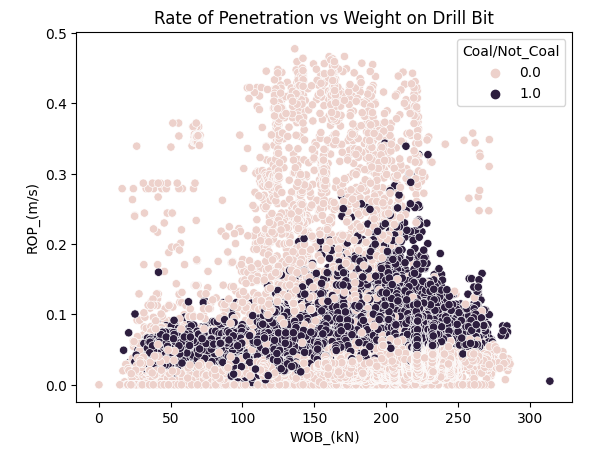 Rate of Penetration vs Weight on Drill Bit
Coal/Not_Coal
0.0
1.0
ROP_(m/s)
0.5
0.4
0.3
0.2
0.1
0.0
0 50 100 150 200 250 300
WOB_(kN)